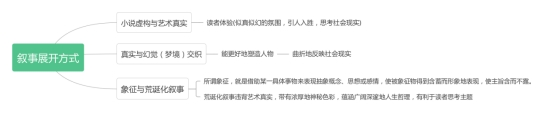 叙事展开方式
小说虚构与艺术真实
读者体验(似真似幻的氛围，引人入胜，思考社会现实)
真实与幻觉（梦境）交织
能更好地塑造人物
曲折地反映社会现实
象征与荒诞化叙事
所谓象征，就是借助某一具体事物来表现抽象概念、思想或感情，使被象征物得到含蓄而形象地表现，使主旨含而不露。
荒诞化叙事违背艺术真实，带有浓厚地神秘色彩，蕴涵广阔深邃地人生哲理，有利于读者思考主题